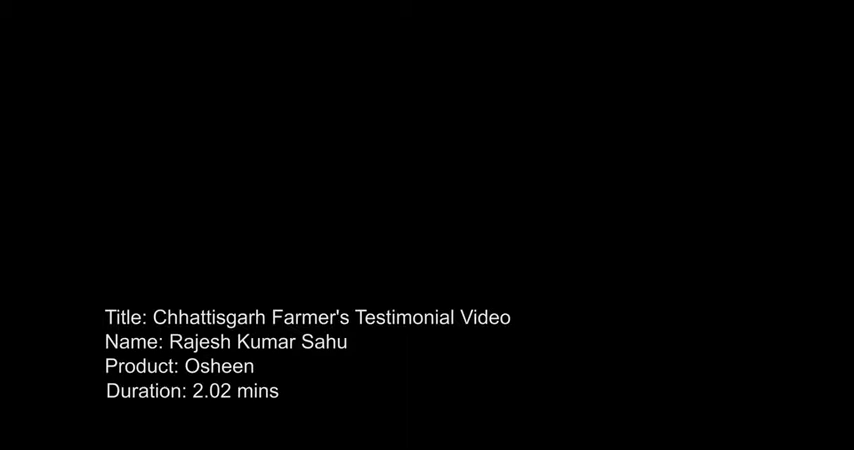 Title: Chhattisgarh Farmer's Testimonial Video
Name: Rajesh Kumar Sahu
Product: Osheen
Duration: 2.02 mins